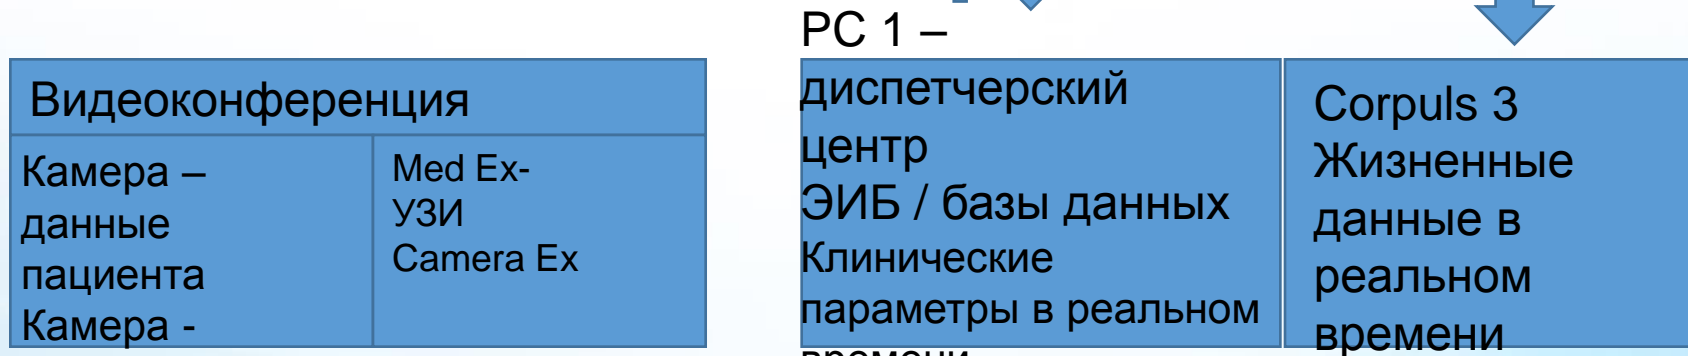 Видеоконференция
Камера –
данные
пациента
Камера -
Med Ex-
УЗИ
Camera Ex
PC 1 –
диспетчерский
центр
ЭИБ / базы данных
Клинические
параметры в реальном
времени
Corpuls 3
Жизненные
данные в
реальном
времени